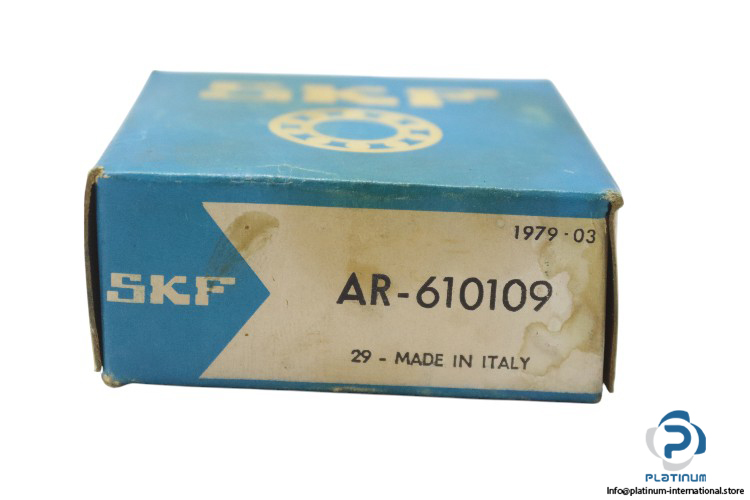 SKF
1979-03
SKF
AR-610109
29 - MADE IN ITALY
PLATINUM
Info@platinum-international.store